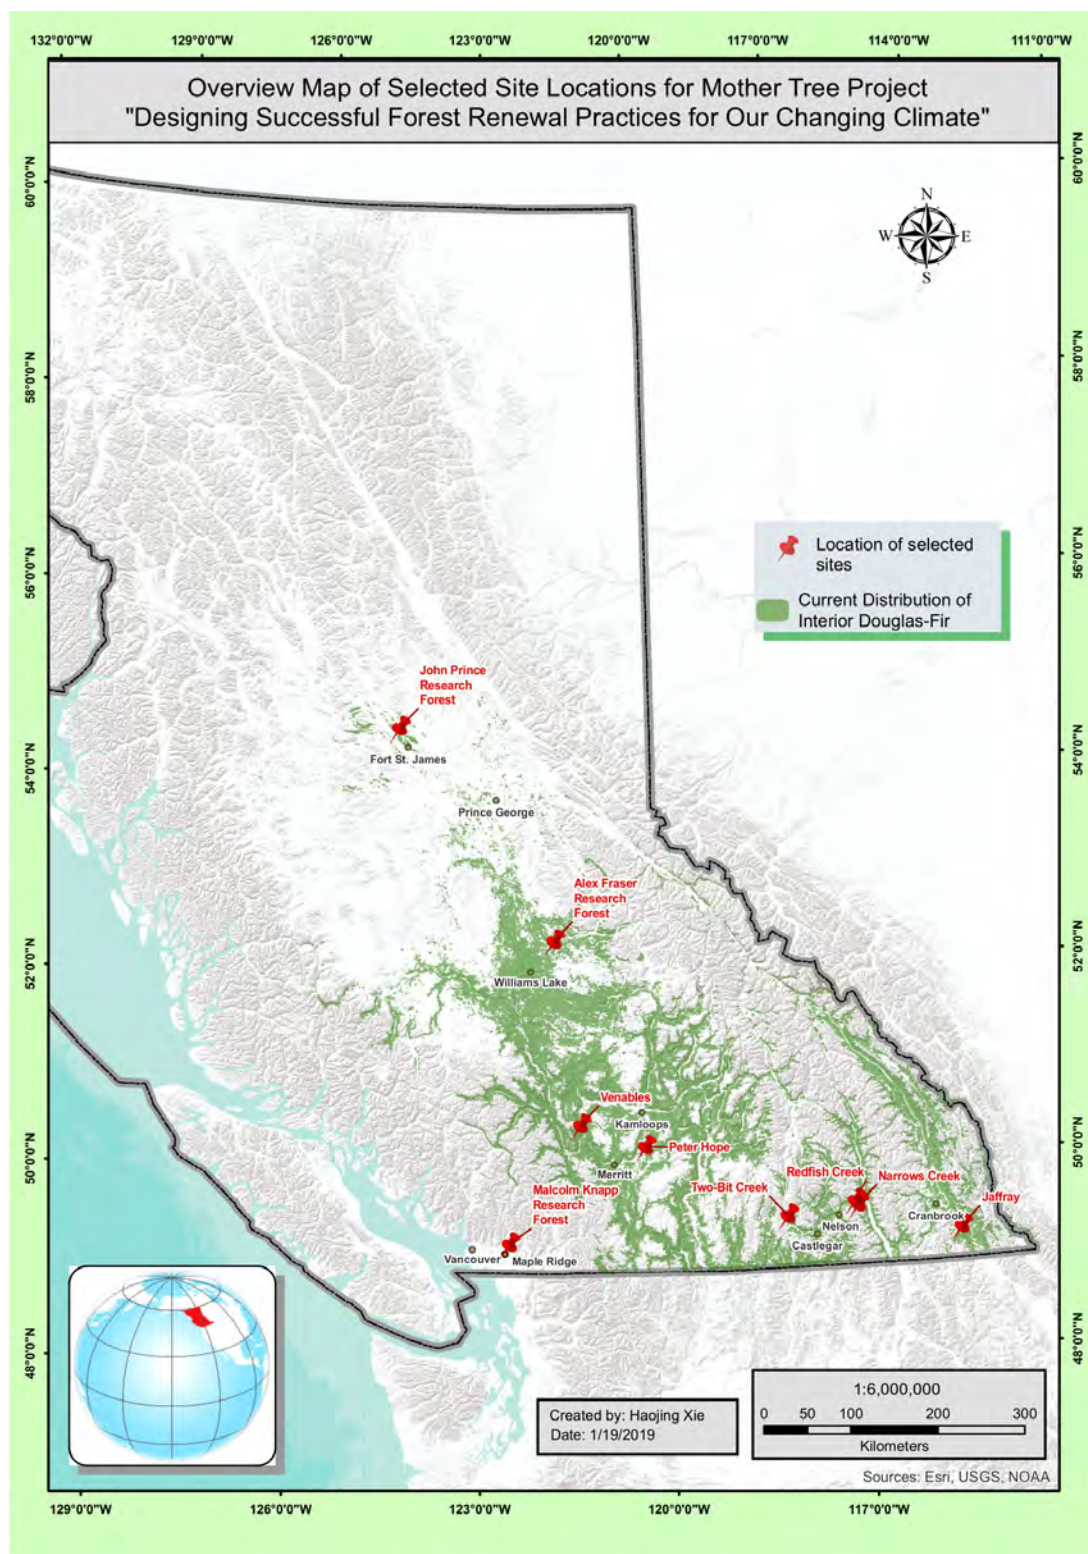 132°0'0"W
129°0'0"W
126°0'0"W
123°0'0"W
120°0'0"W
117°0'0"W
114°0'0"W
111°0'0"W
Overview Map of Selected Site Locations for Mother Tree Project
"Designing Successful Forest Renewal Practices for Our Changing Climate"
60°0'0"N
60°0'0"N
N
W
E
S
58°0'0"N
58°0'0"N
Location of selected
sites
56°0'0"N
56°0'0"N
Current Distribution of
Interior Douglas-Fir
John Prince
Research
Forest
Fort St. James
54°0'0"N
54°0'0"N
Prince George
Alex Fraser
Research
Forest
52°0'0"N
52°0'0"N
Williams Lake
Venables
Kamloops
Peter Hope
50°0'0"N
50°0'0"N
Merritt
Redfish Creek
Narrows Creek
Two-Bit Creek
Malcolm Knapp
Research
Forest
Jaffray
Cranbrook
Nelson
Castlegar
Vancouver
Maple Ridge
48°0'0"N
48°0'0"N
Created by: Haojing Xie
Date: 1/19/2019
1:6,000,000
0 50 100 200 300
Kilometers
Sources: Esri, USGS, NOAA
129°0'0"W
126°0'0"W
123°0'0"W
120°0'0"W
117°0'0"W